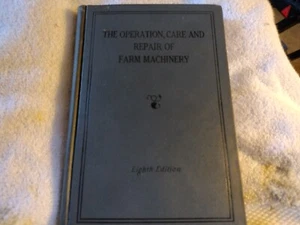 THE OPERATION, CARE AND
REPAIR OF
FARM MACHINERY
Eighth Edition